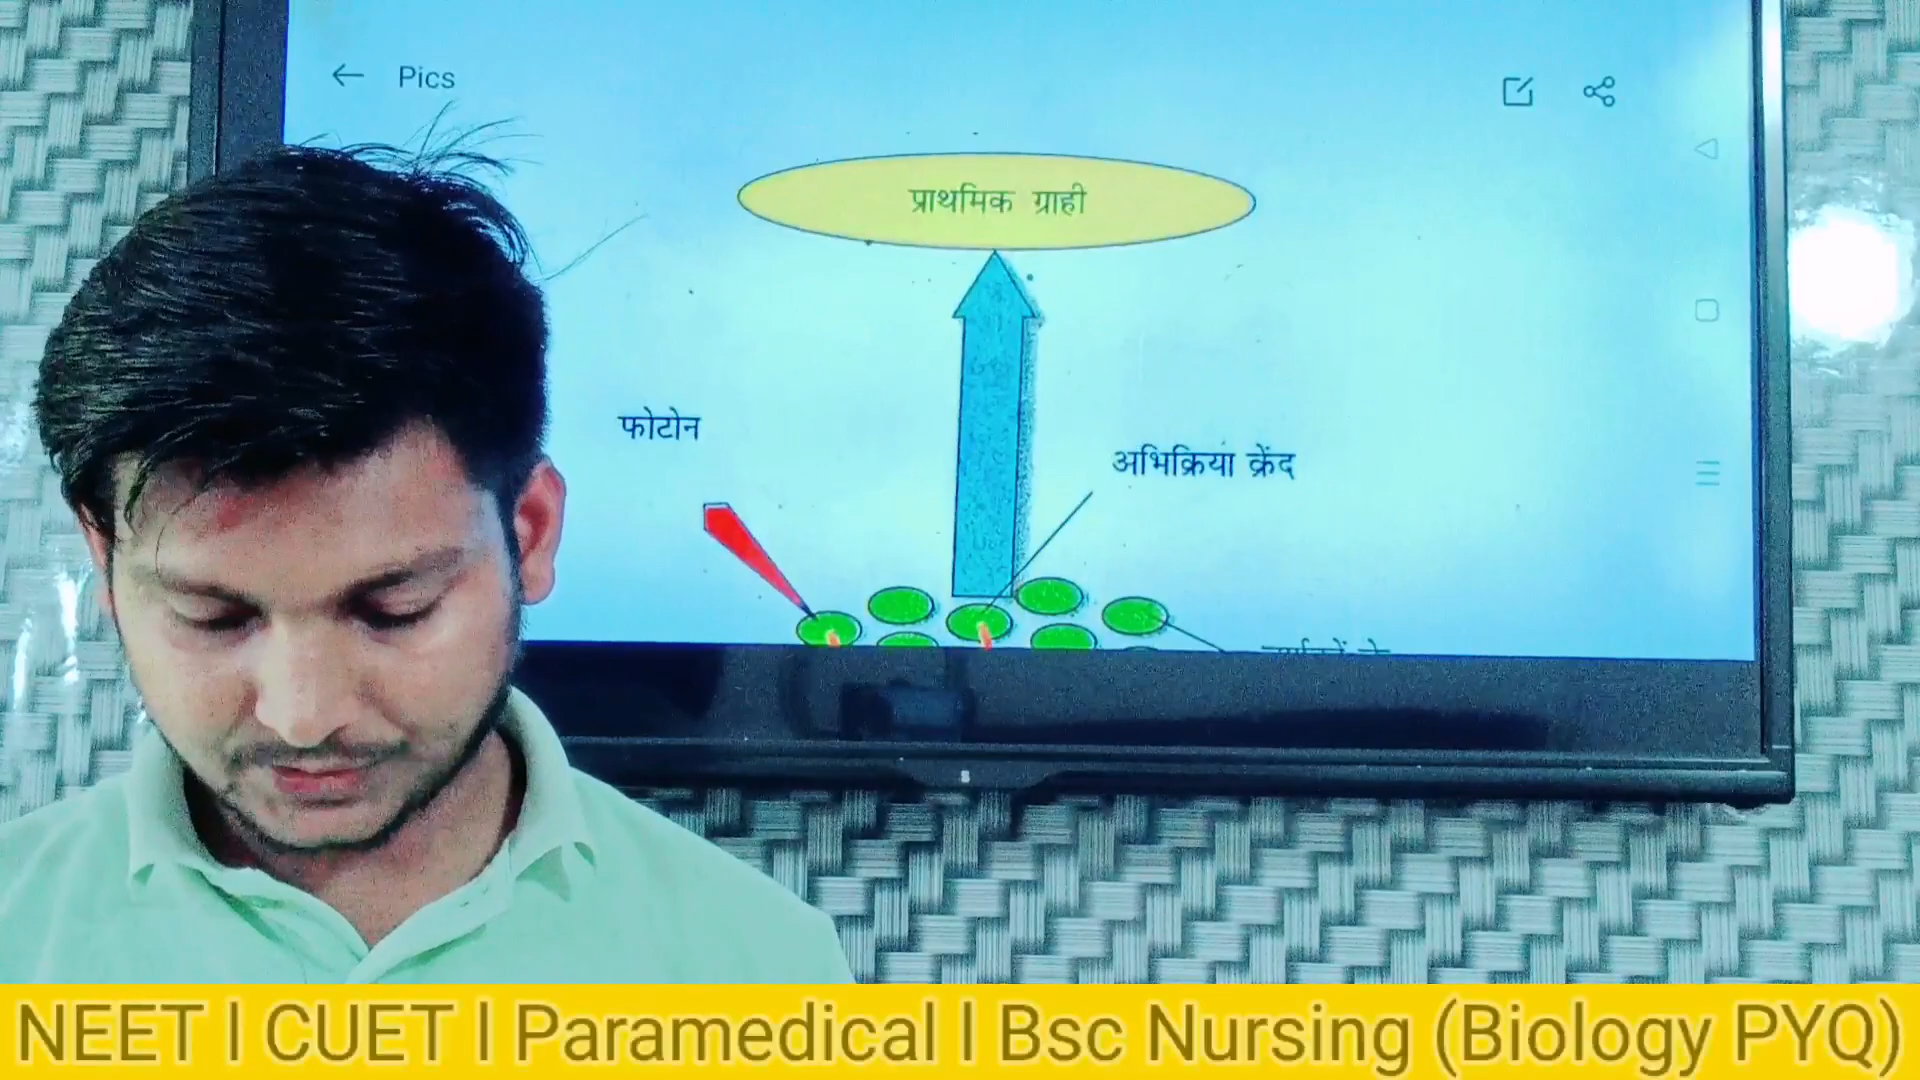 Pics
प्राथमिक ग्राही
फोटोन
अभिक्रिया केंद
NEET l CUET l Paramedical l Bsc Nursing (Biology PYQ)